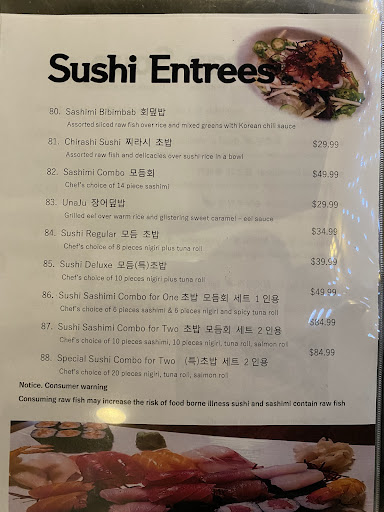 Sushi Entrees
80. Sashimi Bibimbab 회덮밥
Assorted sliced raw fish over rice and mixed greens with Korean chili sauce
81. Chirashi Sushi 찌라시 초밥 $29.99
Assorted raw fish and delicacies over sushi rice in a bowl
82. Sashimi Combo 모듬회 $49.99
Chef's choice of 14 piece sashimi
83. UnaJu 장어덮밥 $29.99
Grilled eel over warm rice and glistering sweet caramel – eel sauce
84. Sushi Regular 모듬 초밥 $34.99
Chef's choice of 8 pieces nigiri plus tuna roll
85. Sushi Deluxe 모듬(특)초밥 $39.99
Chef's choice of 10 pieces nigiri plus tuna roll
86. Sushi Sashimi Combo for One 초밥 모듬회 세트 1 인용 $49.99
Chef's choice of 6 pieces sashimi & 6 pieces nigiri and spicy tuna roll
87. Sushi Sashimi Combo for Two 초밥 모듬회 세트 2 인용 $84.99
Chef's choice of 10 pieces sashimi, 10 pieces nigiri, tuna roll, salmon roll
88. Special Sushi Combo for Two (특)초밥 세트 2 인용 $84.99
Chef's choice of 20 pieces nigiri, tuna roll, salmon roll
Notice. Consumer warning
Consuming raw fish may increase the risk of food borne illness sushi and sashimi contain raw fish